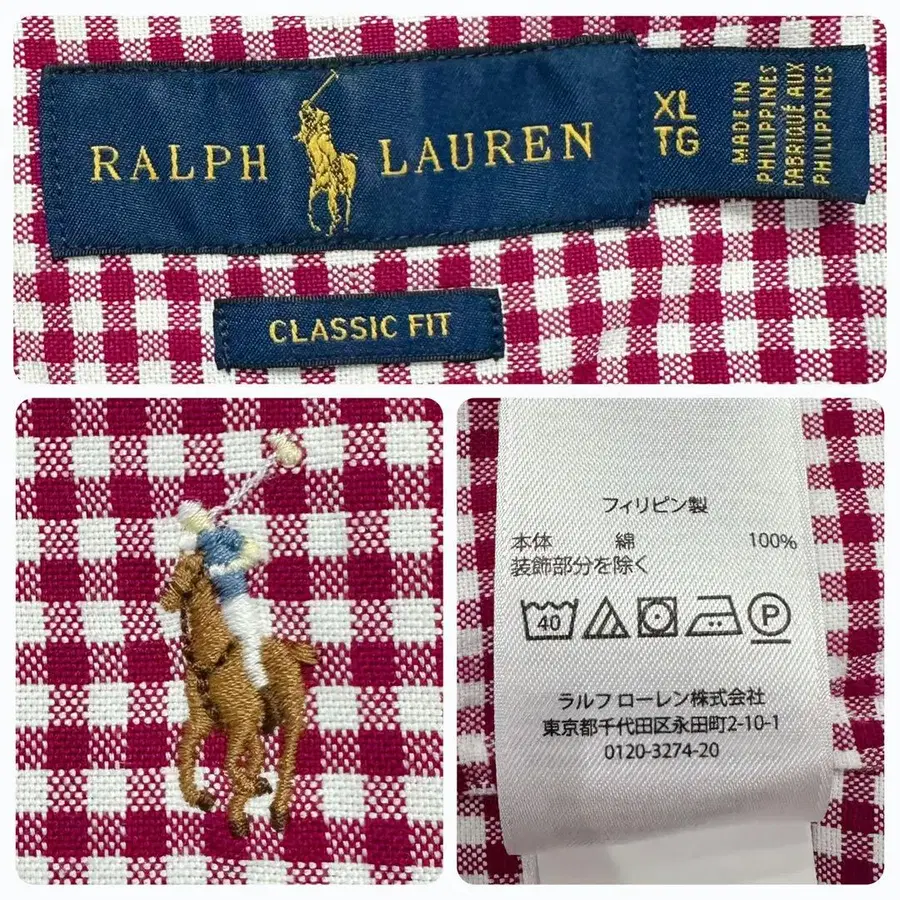 RALPH LAUREN
XL
TG
MADE IN
PHILIPPINES
FABRIQUÉ AUX
PHILIPPINES
CLASSIC FIT
フィリピン製
本体 綿 100%
装飾部分を除く
40 P
ラルフ ローレン株式会社
東京都千代田区永田町2-10-1
0120-3274-20